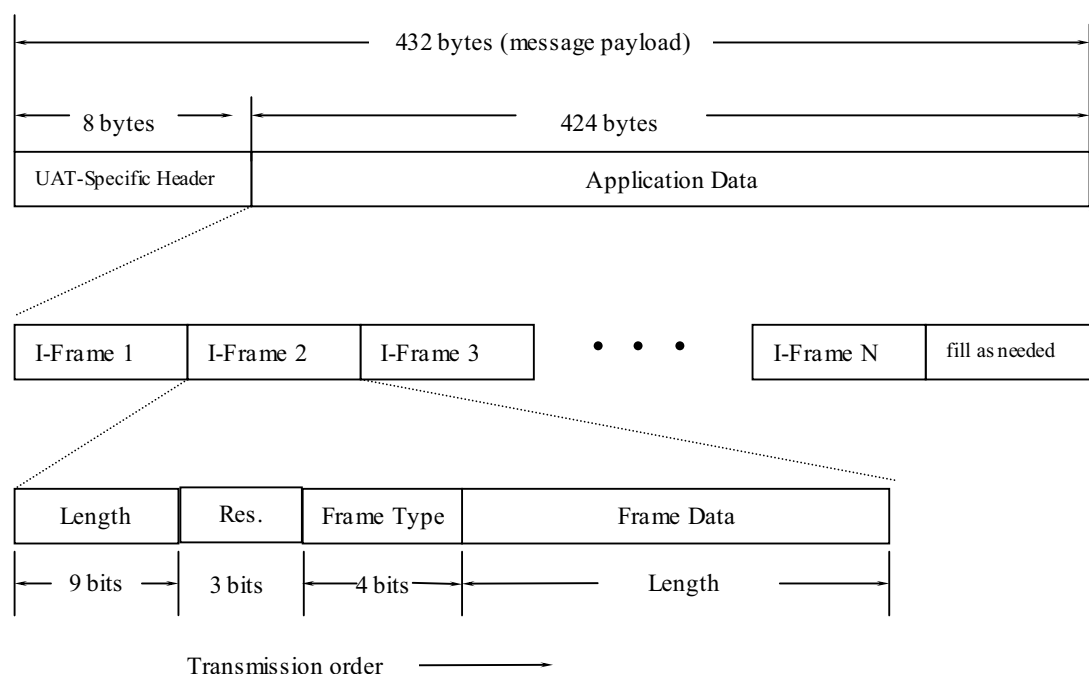 432 bytes (message payload)
8 bytes
424 bytes
UAT-Specific Header
Application Data
I-Frame 1
I-Frame 2
I-Frame 3
• • •
I-Frame N
fill as needed
Length
Res.
Frame Type
Frame Data
9 bits
3 bits
4 bits
Length
Transmission order